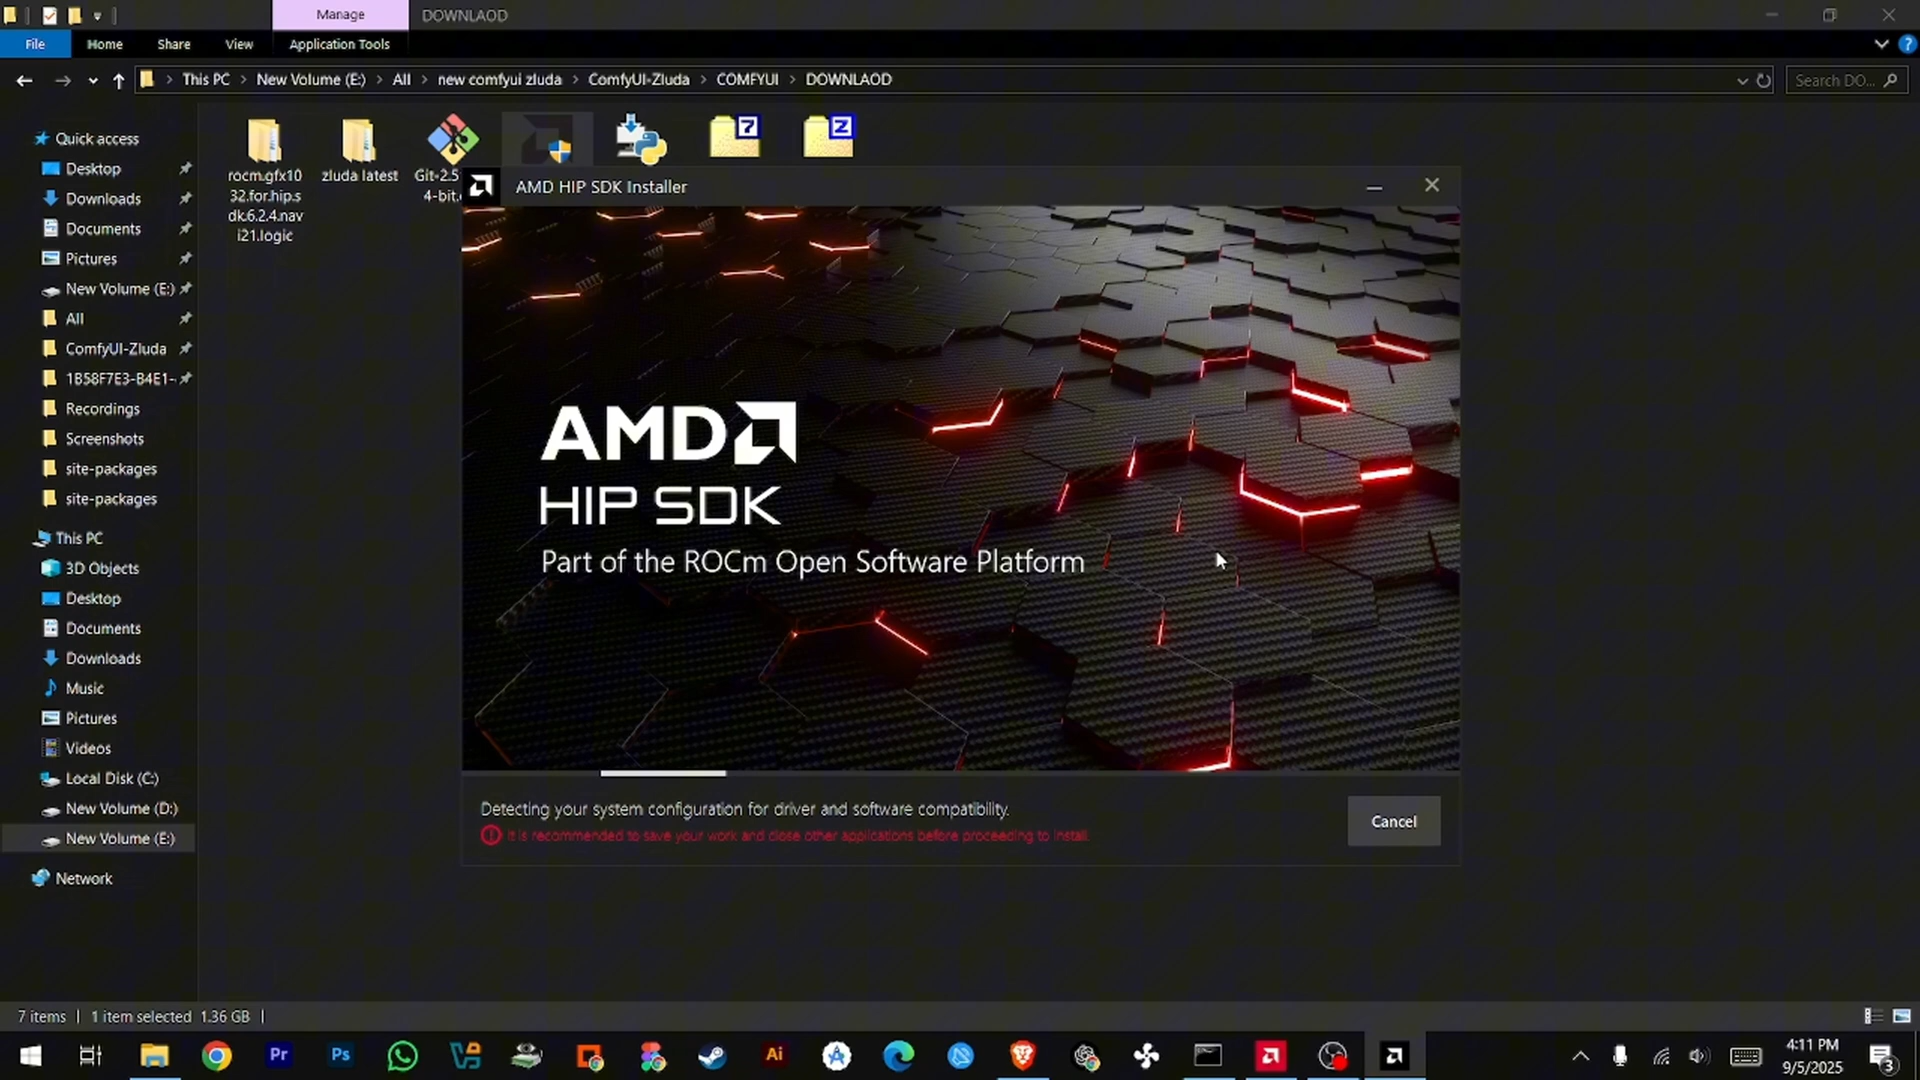 Manage
DOWNLAOD
File
Home
Share
View
Application Tools
This PC
New Volume (E:)
All
new comfyui zluda
ComfyUI-Zluda
COMFYUI
DOWNLAOD
Search DO...
Quick access
Desktop
Downloads
Documents
Pictures
New Volume (E:)
All
ComfyUI-Zluda
1B58F7E3-B4E1-
Recordings
Screenshots
site-packages
site-packages
This PC
3D Objects
Desktop
Documents
Downloads
Music
Pictures
Videos
Local Disk (C:)
New Volume (D:)
New Volume (E:)
Network
rocm.gfx10
32.for.hip.s
dk.6.2.4.nav
i21.logic
zluda latest
Git-2.5
4-bit.
7
Z
AMD HIP SDK Installer
AMD
HIP SDK
Part of the ROCm Open Software Platform
Detecting your system configuration for driver and software compatibility.
It is recommended to save your work and close other applications before proceeding to install.
Cancel
7 items
1 item selected 1.36 GB
Pr
Ps
Ai
4:11 PM
9/5/2025
3